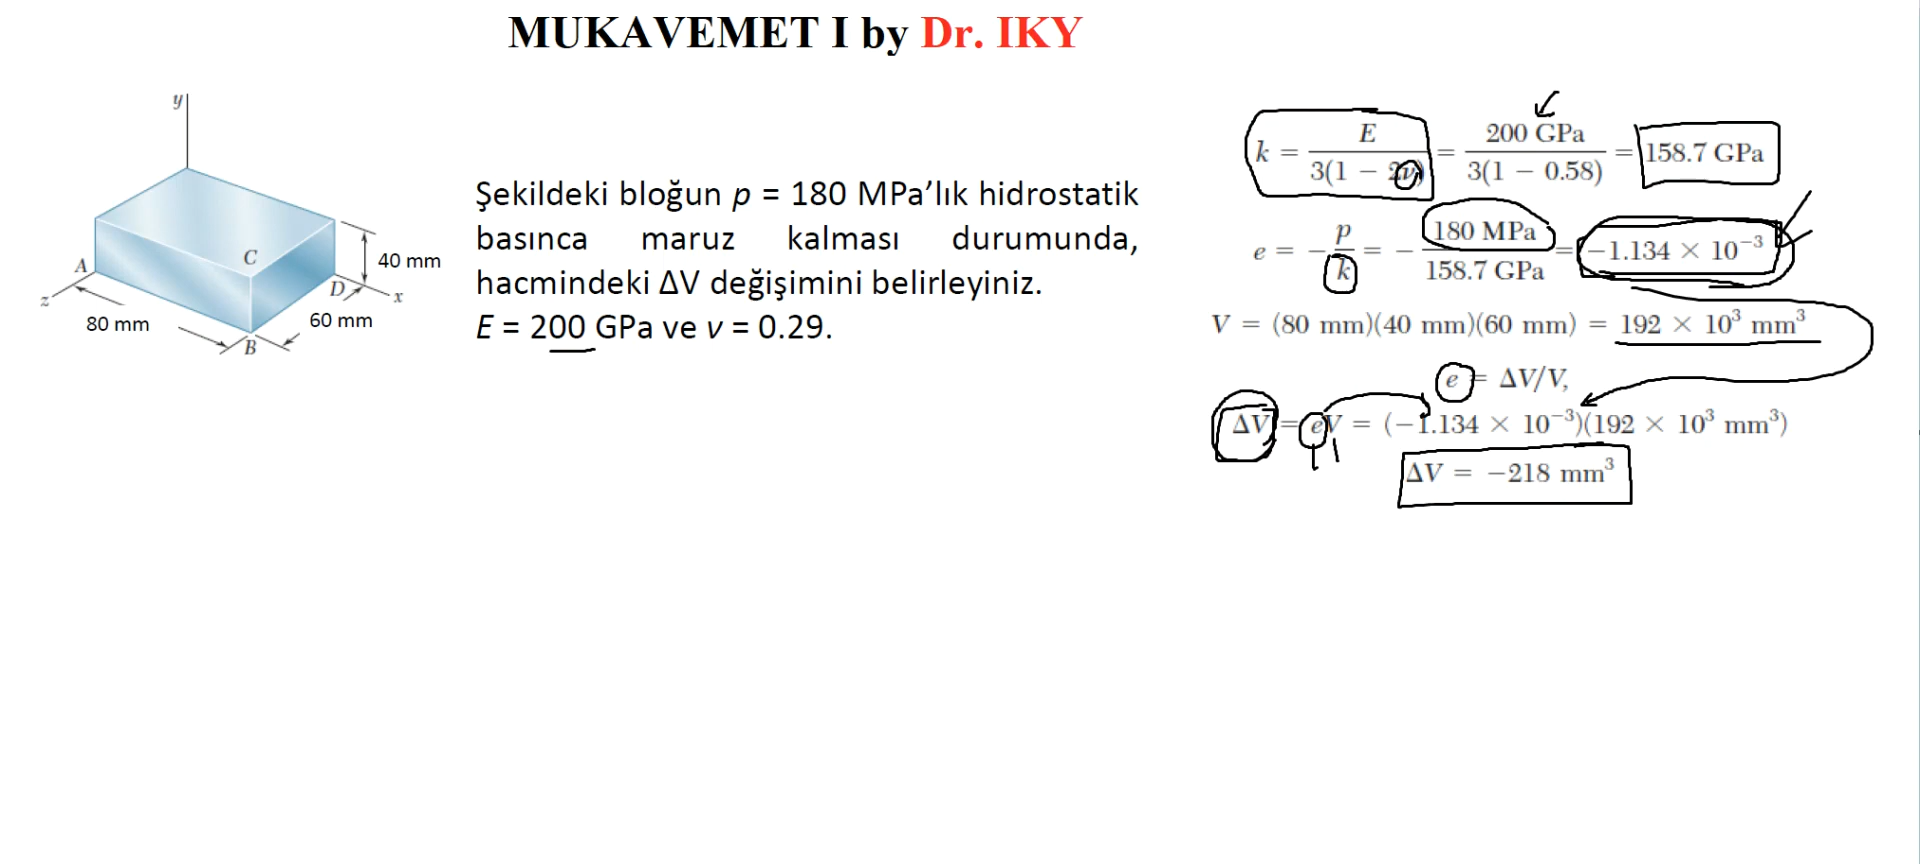 MUKAVEMET I by Dr. IKY
y
A
C
D
B
z
x
40 mm
80 mm
60 mm
Şekildeki bloğun p = 180 MPa’lık hidrostatik
basınca maruz kalması durumunda,
hacmindeki ΔV değişimini belirleyiniz.
E = 200 GPa ve ν = 0.29.
k = E / 3(1 − 2ν) = 200 GPa / 3(1 − 0.58) = 158.7 GPa
e = − p / k = − 180 MPa / 158.7 GPa = −1.134 × 10⁻³
V = (80 mm)(40 mm)(60 mm) = 192 × 10³ mm³
e = ΔV/V,
ΔV = eV = (−1.134 × 10⁻³)(192 × 10³ mm³)
ΔV = −218 mm³